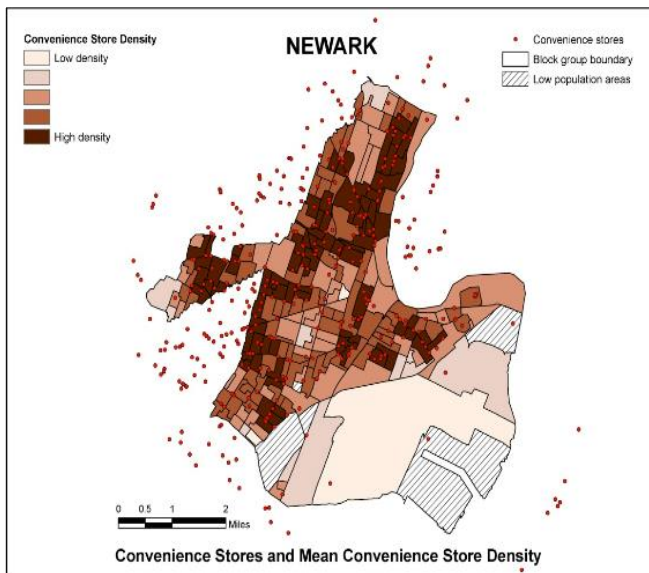 NEWARK
Convenience Store Density
Low density
High density
Convenience stores
Block group boundary
Low population areas
0 0.5 1 2
Miles
Convenience Stores and Mean Convenience Store Density